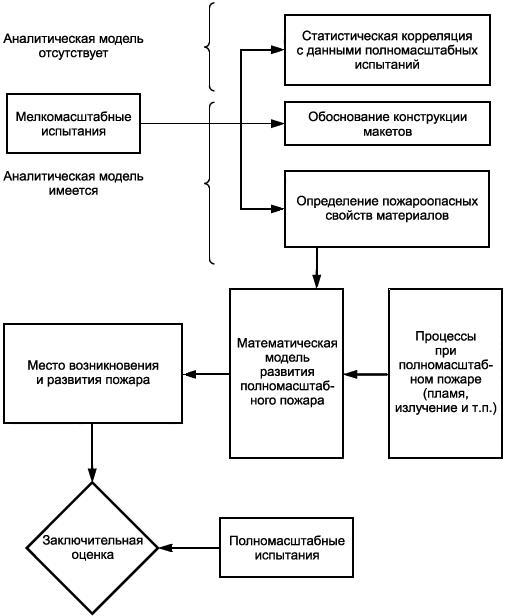 Аналитическая модель
отсутствует
Статистическая корреляция
с данными полномасштабных
испытаний
Мелкомасштабные
испытания
Обоснование конструкции
макетов
Аналитическая модель
имеется
Определение пожароопасных
свойств материалов
Место возникновения
и развития пожара
Математическая
модель
развития
полномасштаб-
ного пожара
Процессы
при
полномасштаб-
ном пожаре
(пламя,
излучение и т.п.)
Заключительная
оценка
Полномасштабные
испытания